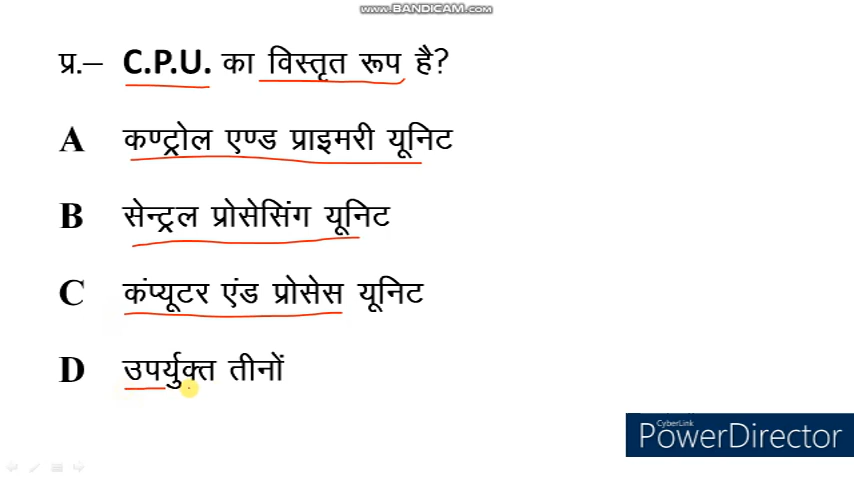 WWW.BANDICAM.COM
प्र.– C.P.U. का विस्तृत रूप है?
A कण्ट्रोल एण्ड प्राइमरी यूनिट
B सेन्ट्रल प्रोसेसिंग यूनिट
C कंप्यूटर एंड प्रोसेस यूनिट
D उपर्युक्त तीनों
CyberLink
PowerDirector